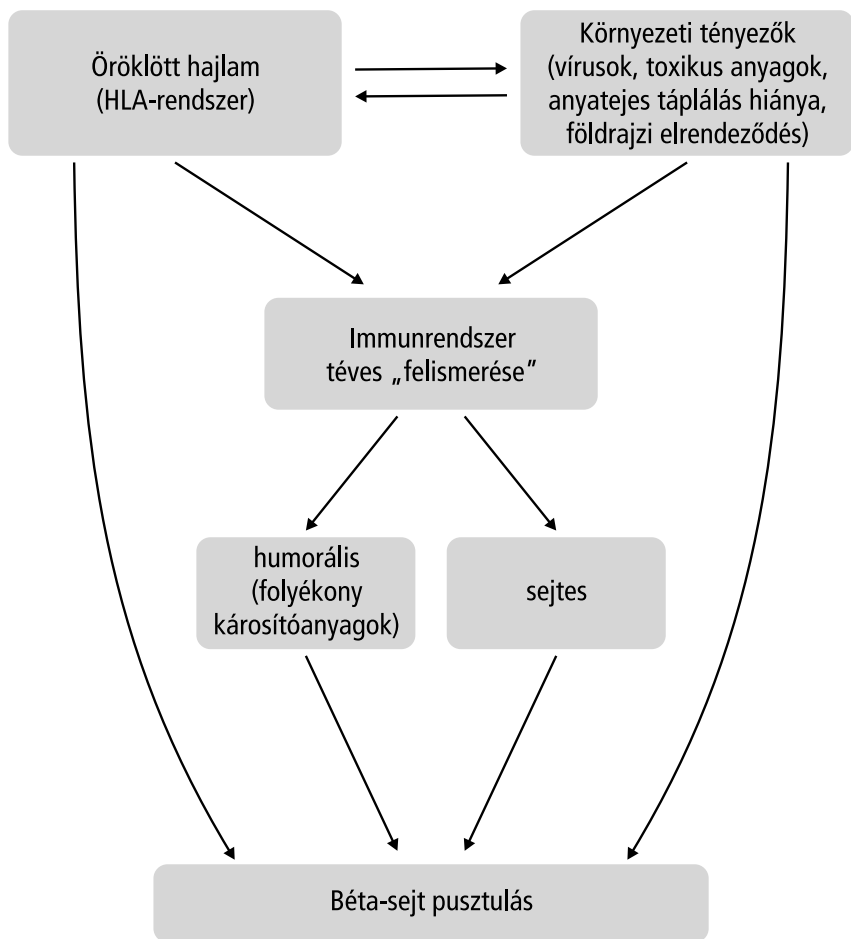 Öröklött hajlam
(HLA-rendszer)
Környezeti tényezők
(vírusok, toxikus anyagok,
anyatejes táplálás hiánya,
földrajzi elrendeződés)
Immunrendszer
téves „felismerése”
humorális
(folyékony
károsítóanyagok)
sejtes
Béta-sejt pusztulás